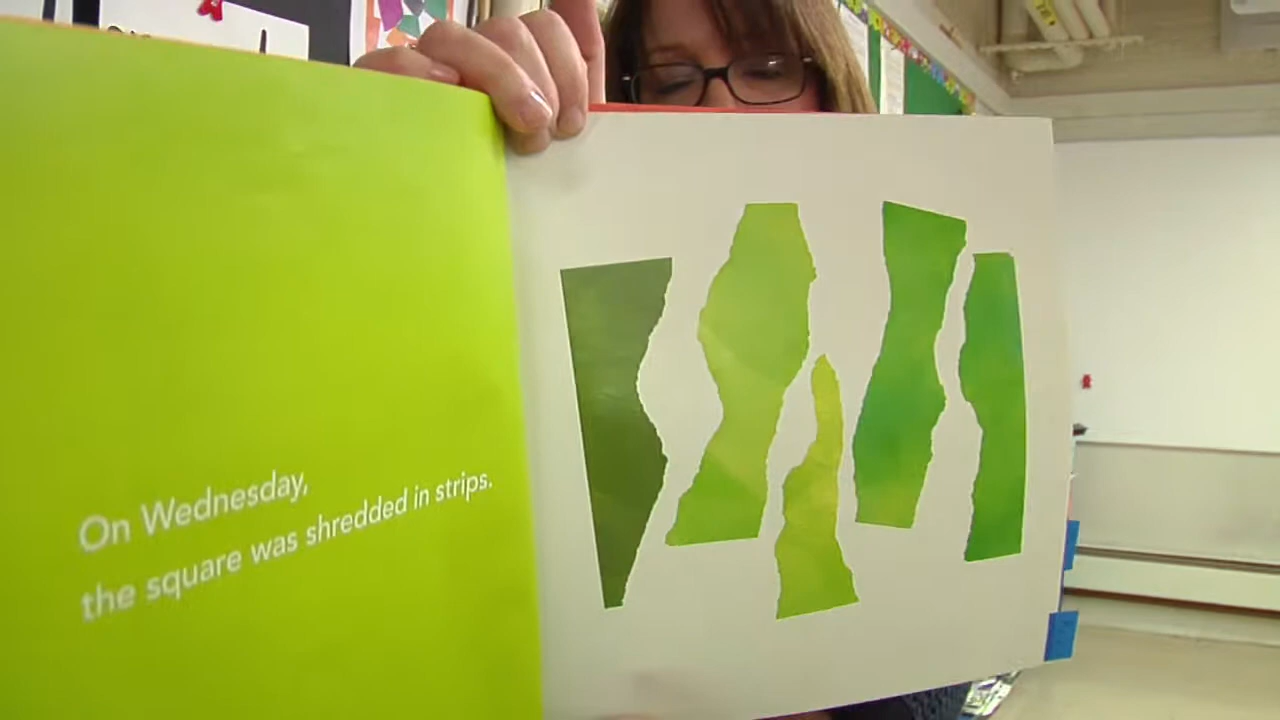 On Wednesday,
the square was shredded in strips.